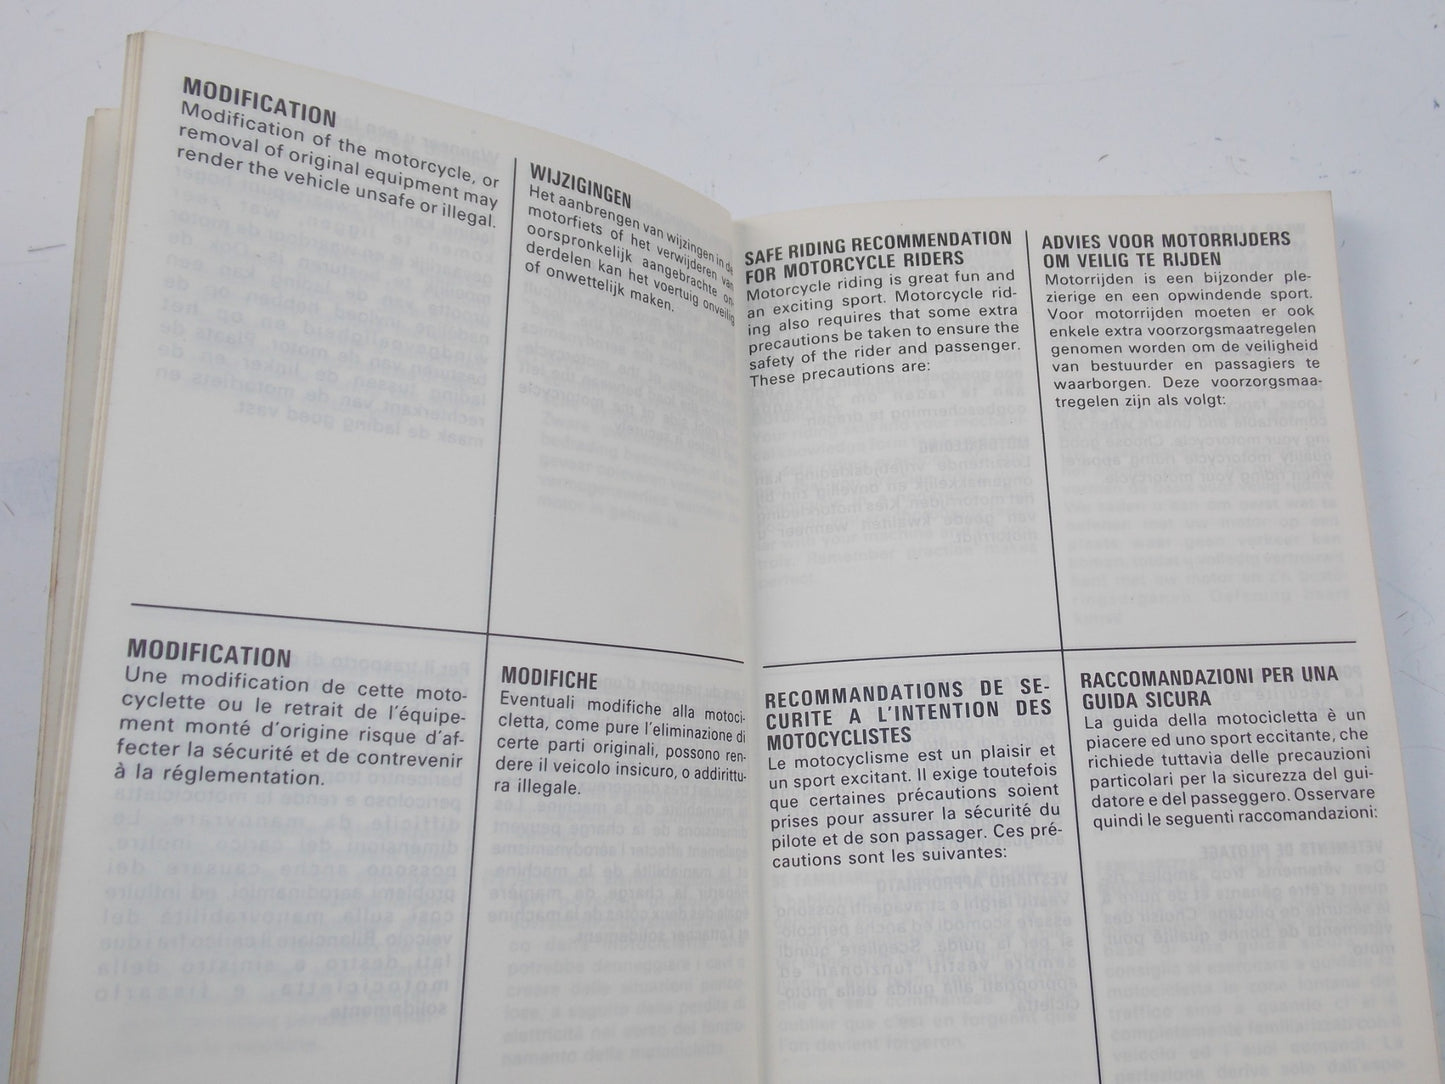 MODIFICATION
Modification of the motorcycle, or
removal of original equipment may
render the vehicle unsafe or illegal.
WIJZIGINGEN
Het aanbrengen van wijzingen in de
motorfiets of het verwijderen van
oorspronkelijk aangebrachte on-
derdelen kan het voertuig onveilig
of onwettelijk maken.
MODIFICATION
Une modification de cette moto-
cyclette ou le retrait de l'équipe-
ment monté d'origine risque d'af-
fecter la sécurité et de contrevenir
à la réglementation.
MODIFICHE
Eventuali modifiche alla motoci-
cletta, come pure l'eliminazione di
certe parti originali, possono ren-
dere il veicolo insicuro, o addirittu-
ra illegale.
SAFE RIDING RECOMMENDATION
FOR MOTORCYCLE RIDERS
Motorcycle riding is great fun and
an exciting sport. Motorcycle rid-
ing also requires that some extra
precautions be taken to ensure the
safety of the rider and passenger.
These precautions are:
ADVIES VOOR MOTORRIJDERS
OM VEILIG TE RIJDEN
Motorrijden is een bijzonder ple-
zierige en een opwindende sport.
Voor motorrijden moeten er ook
enkele extra voorzorgsmaatregelen
genomen worden om de veiligheid
van bestuurder en passagiers te
waarborgen. Deze voorzorgsmaa-
tregelen zijn als volgt:
RECOMMANDATIONS DE SE-
CURITE A L'INTENTION DES
MOTOCYCLISTES
Le motocyclisme est un plaisir et
un sport excitant. Il exige toutefois
que certaines précautions soient
prises pour assurer la sécurité du
pilote et de son passager. Ces pré-
cautions sont les suivantes:
RACCOMANDAZIONI PER UNA
GUIDA SICURA
La guida della motocicletta è un
piacere ed uno sport eccitante, che
richiede tuttavia delle precauzioni
particolari per la sicurezza del gui-
datore e del passeggero. Osservare
quindi le seguenti raccomandazioni: